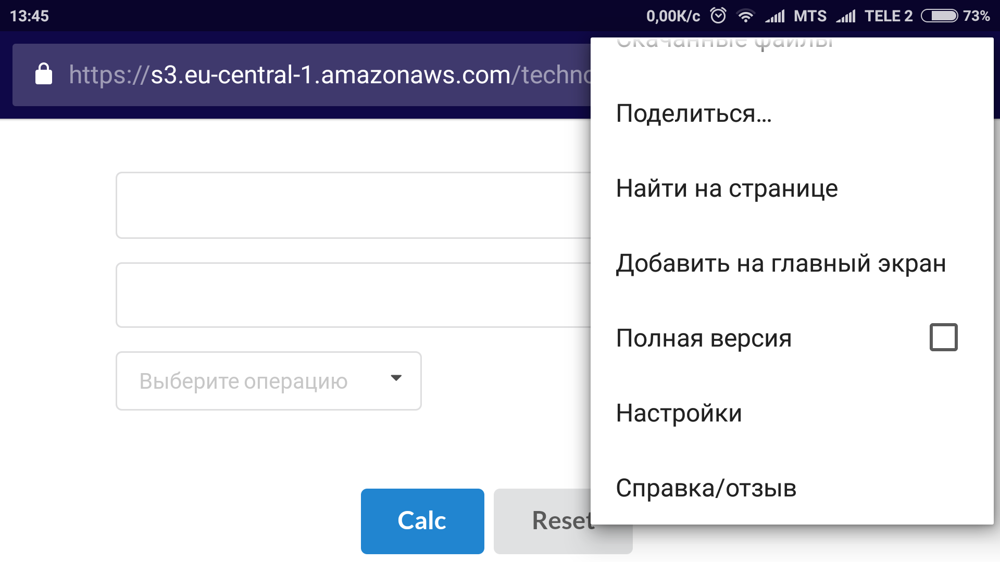 13:45
0,00K/c MTS TELE 2 73%
https://s3.eu-central-1.amazonaws.com/techno
Скачанные файлы
Поделиться...
Найти на странице
Добавить на главный экран
Полная версия
Настройки
Справка/отзыв
Выберите операцию
Calc
Reset